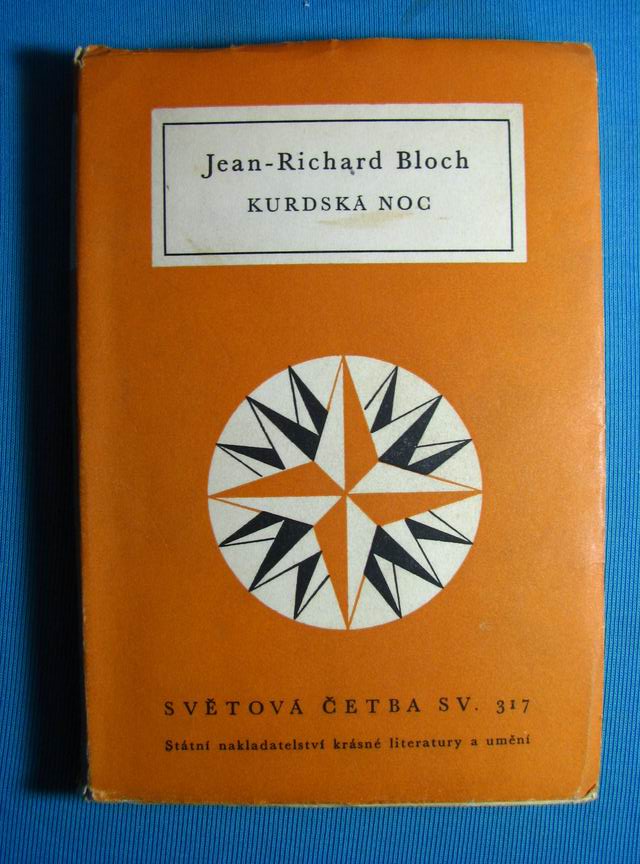 Jean-Richard Bloch
KURDSKÁ NOC
SVĚTOVÁ ČETBA SV. 317
Státní nakladatelství krásné literatury a umění